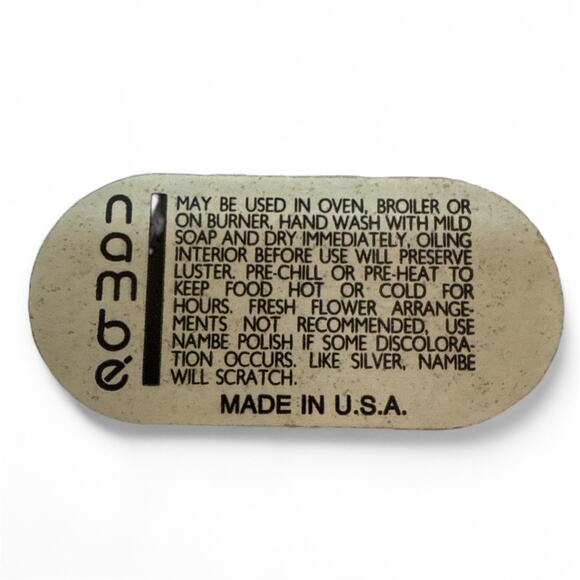 nambé
MAY BE USED IN OVEN, BROILER OR
ON BURNER, HAND WASH WITH MILD
SOAP AND DRY IMMEDIATELY, OILING
INTERIOR BEFORE USE WILL PRESERVE
LUSTER. PRE-CHILL OR PRE-HEAT TO
KEEP FOOD HOT OR COLD FOR
HOURS. FRESH FLOWER ARRANGE-
MENTS NOT RECOMMENDED, USE
NAMBE POLISH IF SOME DISCOLORA-
TION OCCURS. LIKE SILVER, NAMBE
WILL SCRATCH.
MADE IN U.S.A.